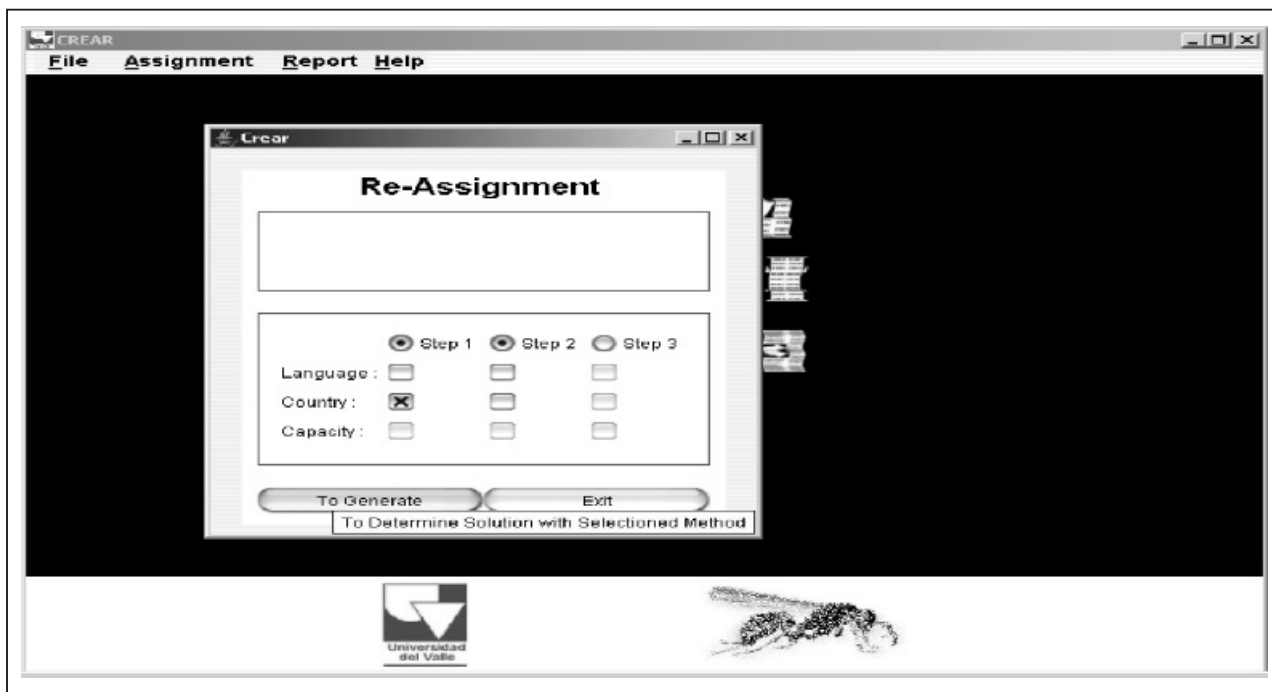 CREAR
File Assignment Report Help
Crear
Re-Assignment
Step 1 Step 2 Step 3
Language :
Country :
Capacity :
To Generate Exit
To Determine Solution with Selectioned Method
Universidad
del Valle